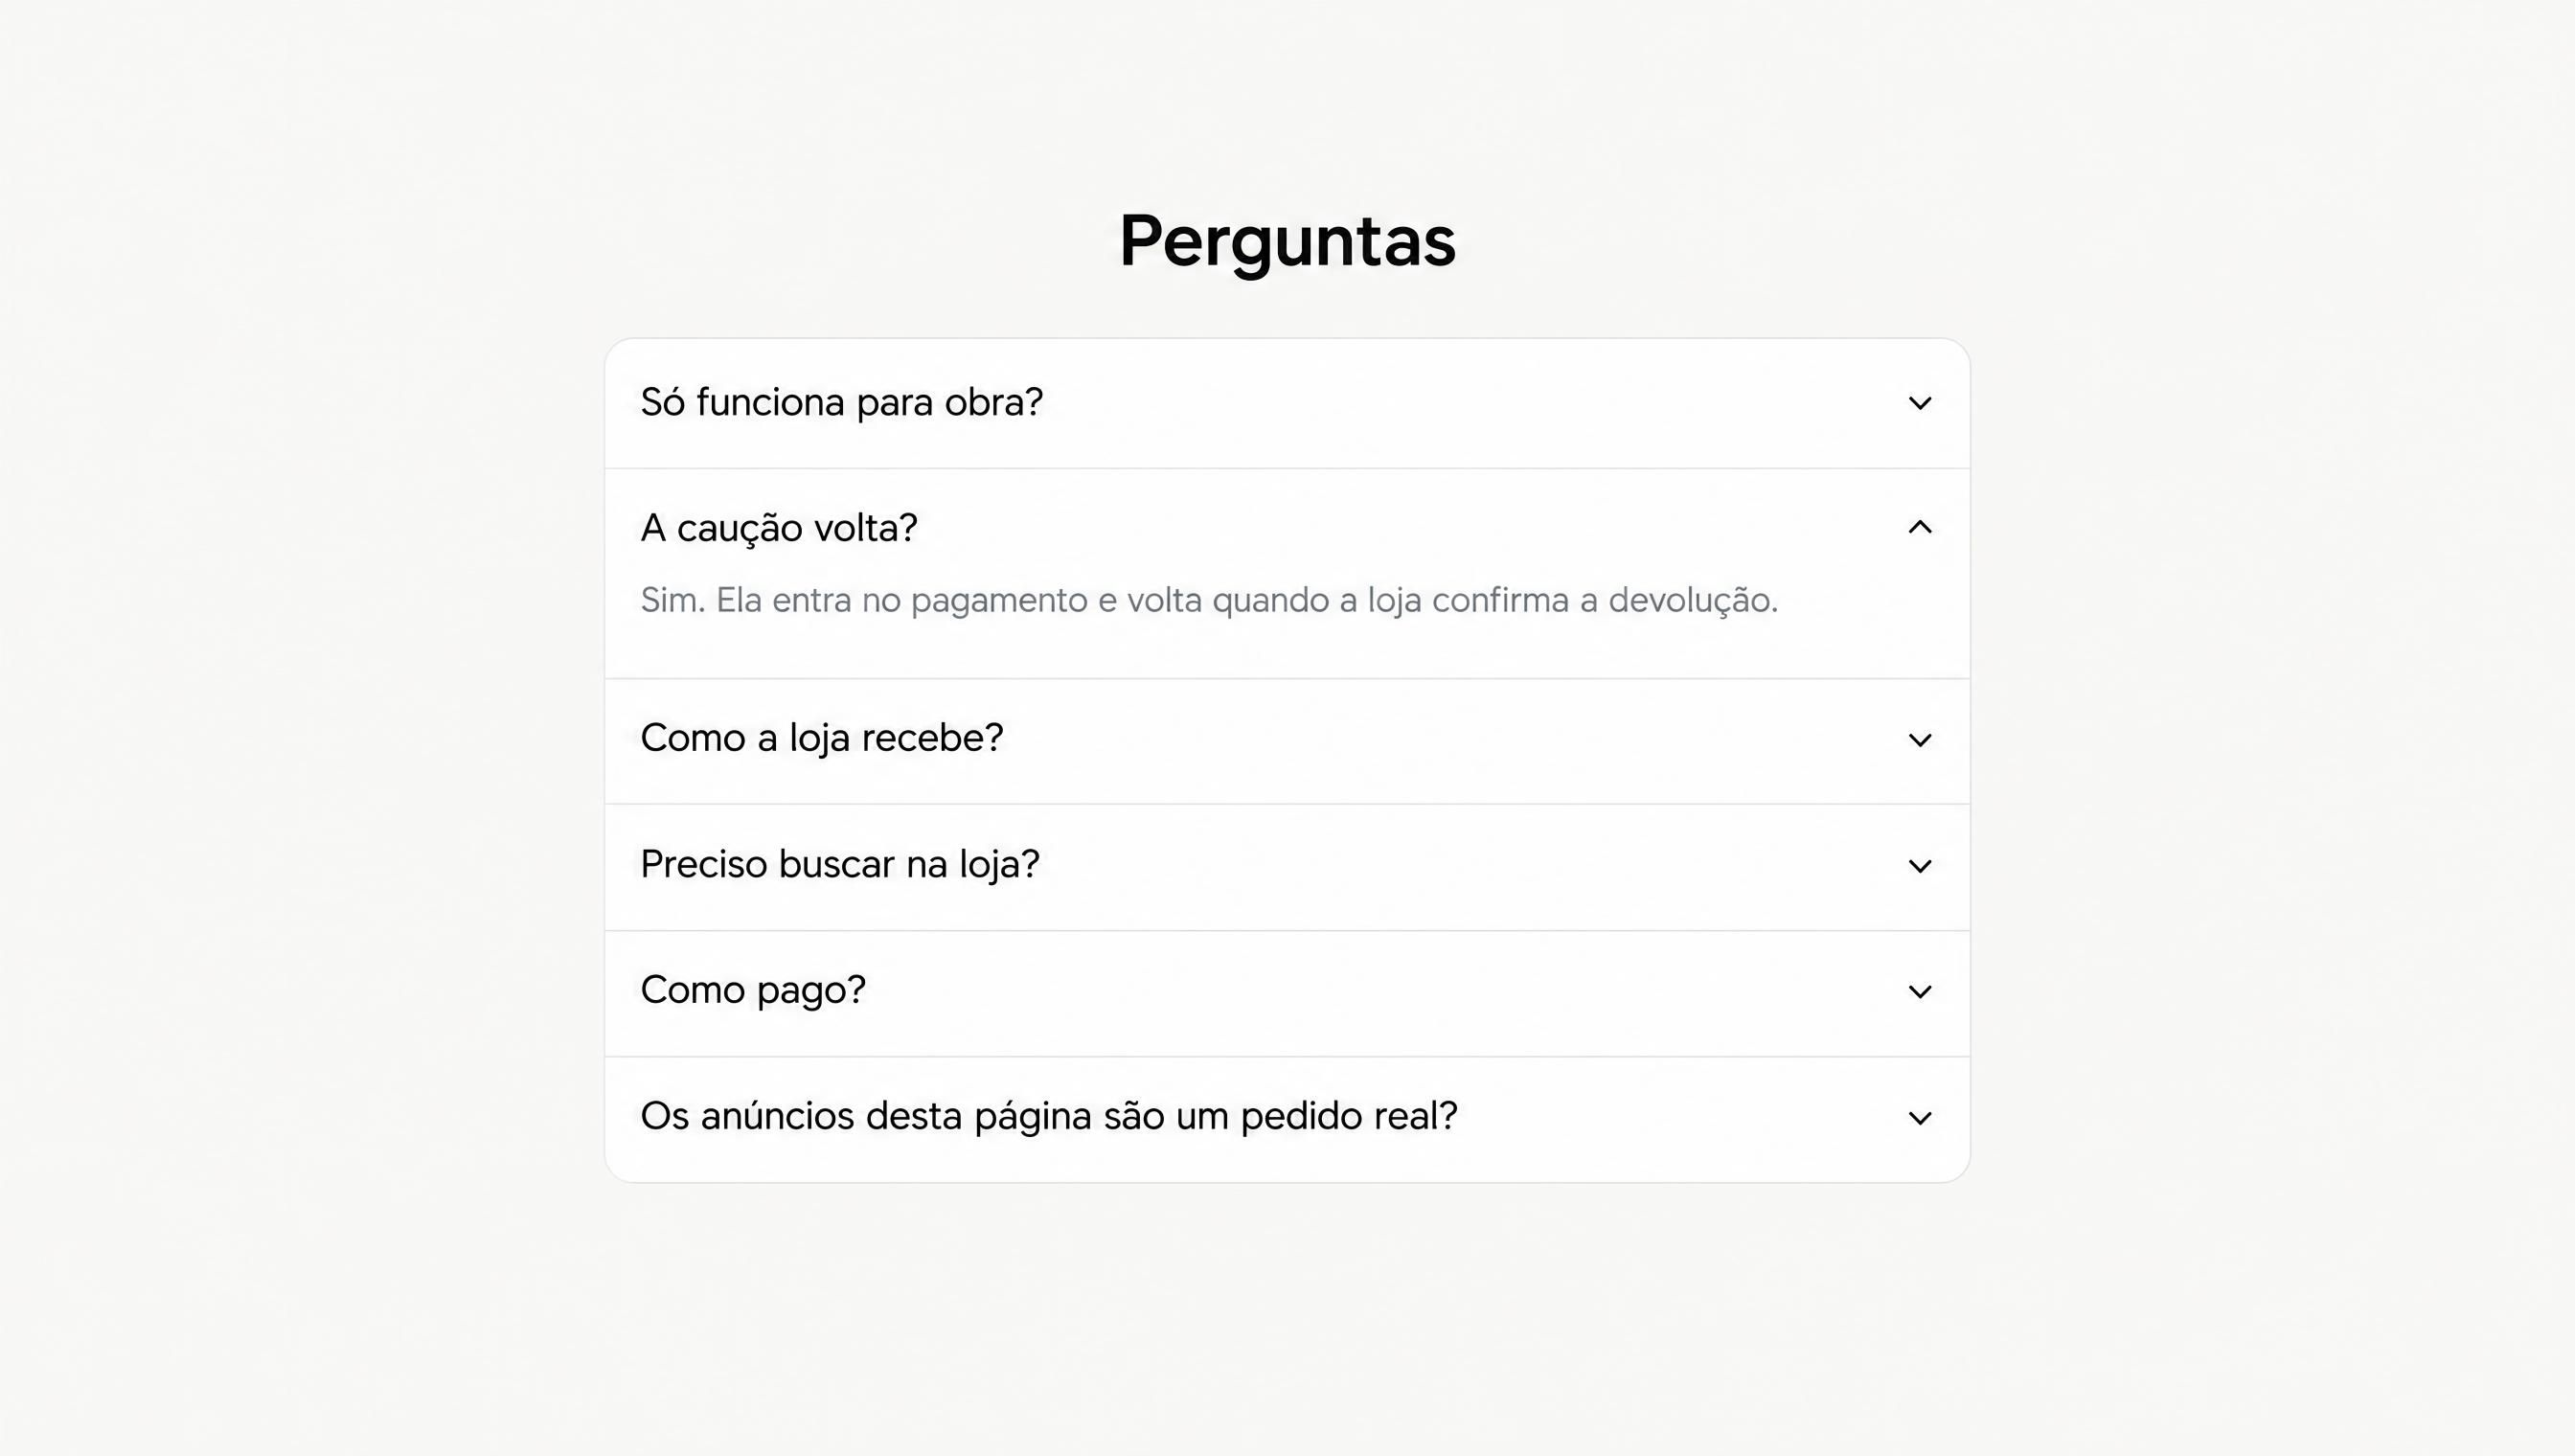 Perguntas
Só funciona para obra?
A caução volta?
Sim. Ela entra no pagamento e volta quando a loja confirma a devolução.
Como a loja recebe?
Preciso buscar na loja?
Como pago?
Os anúncios desta página são um pedido real?